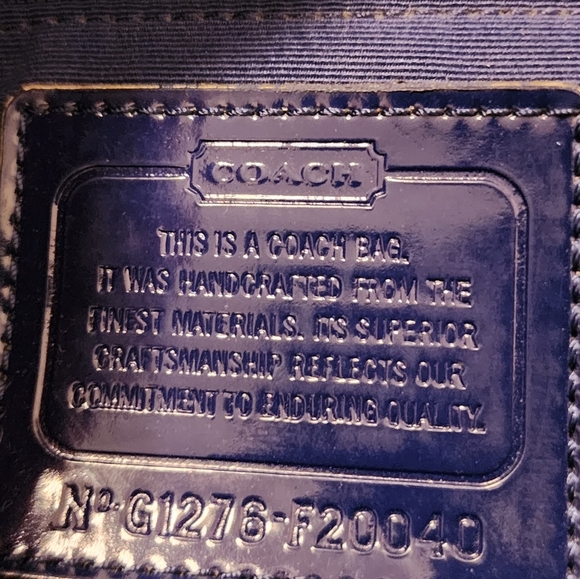 COACH
THIS IS A COACH BAG.
IT WAS HANDCRAFTED FROM THE
FINEST MATERIALS. ITS SUPERIOR
CRAFTSMANSHIP REFLECTS OUR
COMMITMENT TO ENDURING QUALITY.
Nº G1276-F20040